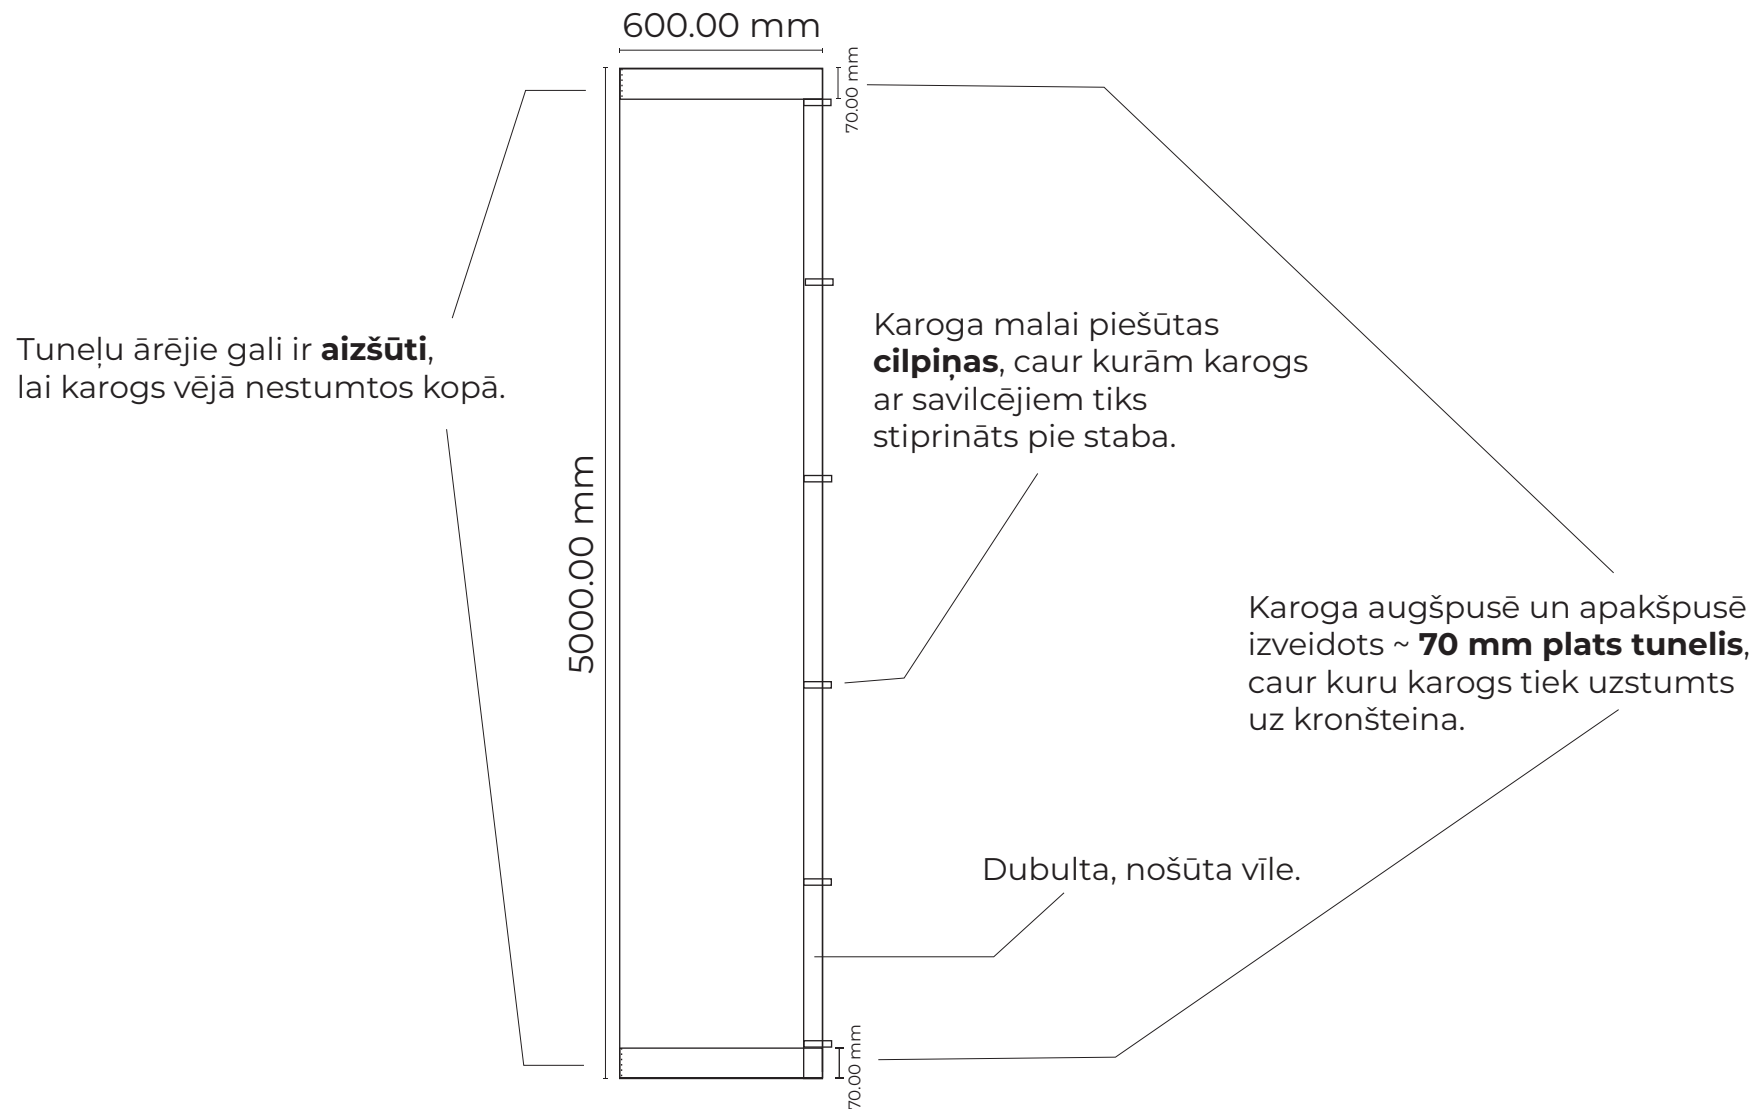 600.00 mm
70.00 mm
Tuneļu ārējie gali ir aizšūti,
lai karogs vējā nestumtos kopā.
Karoga malai piešūtas
cilpiņas, caur kurām karogs
ar savilcējiem tiks
stiprināts pie staba.
5000.00 mm
Karoga augšpusē un apakšpusē
izveidots ~ 70 mm plats tunelis,
caur kuru karogs tiek uzstumts
uz kronšteina.
Dubulta, nošūta vīle.
70.00 mm